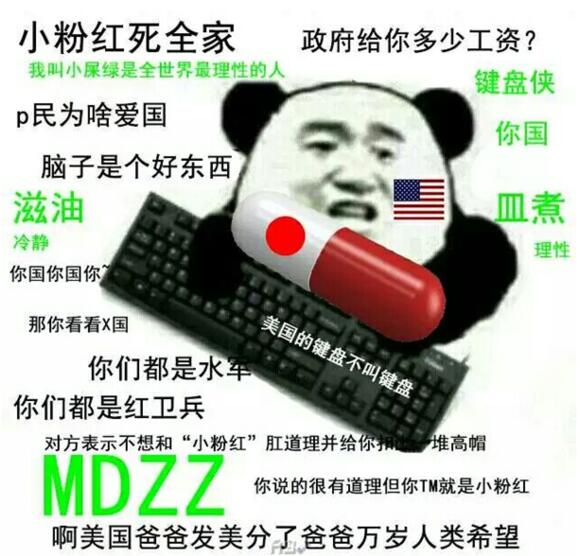 小粉红死全家
政府给你多少工资？
我叫小屎绿是全世界最理性的人
键盘侠
p民为啥爱国
你国
脑子是个好东西
滋油
皿煮
冷静
理性
你国你国你~
那你看看X国
美国的键盘不叫键盘
你们都是水军
你们都是红卫兵
对方表示不想和“小粉红”肛道理并给你扣 一堆高帽
MDZZ
你说的很有道理但你TM就是小粉红
啊美国爸爸发美分了爸爸万岁人类希望